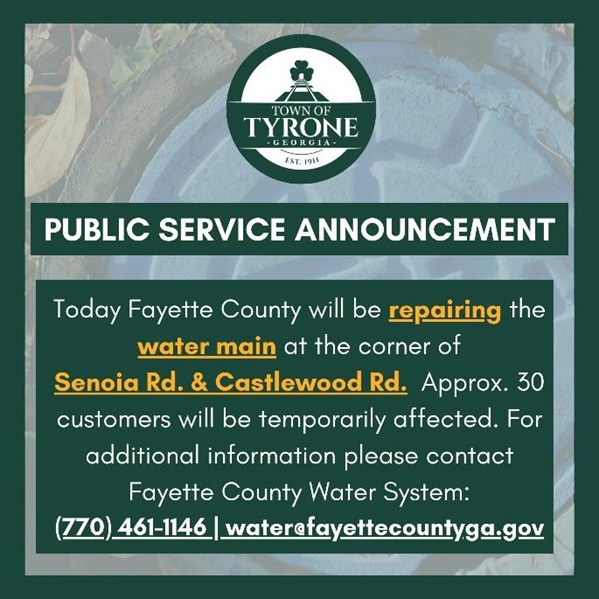 TOWN OF
TYRONE
- GEORGIA -
EST. 1911
PUBLIC SERVICE ANNOUNCEMENT
Today Fayette County will be repairing the
water main at the corner of
Senoia Rd. & Castlewood Rd. Approx. 30
customers will be temporarily affected. For
additional information please contact
Fayette County Water System:
(770) 461-1146 | water@fayettecountyga.gov